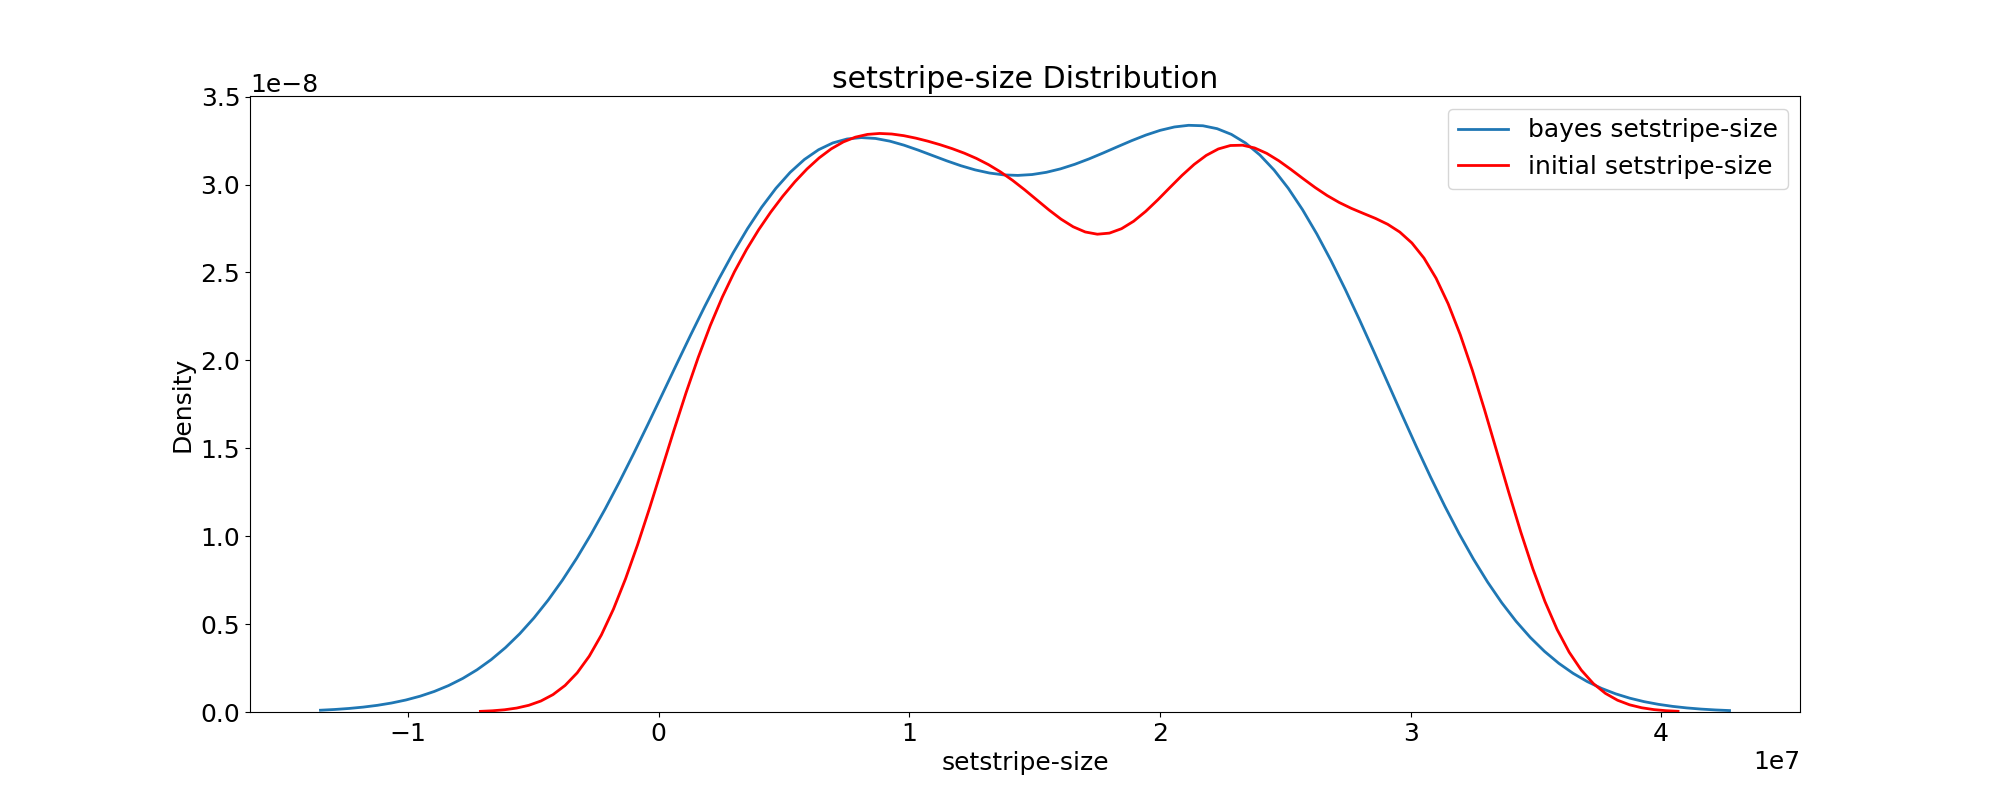 setstripe-size Distribution
1e−8
3.5
3.0
2.5
2.0
1.5
1.0
0.5
0.0
Density
bayes setstripe-size
initial setstripe-size
−1
0
1
2
3
4
1e7
setstripe-size